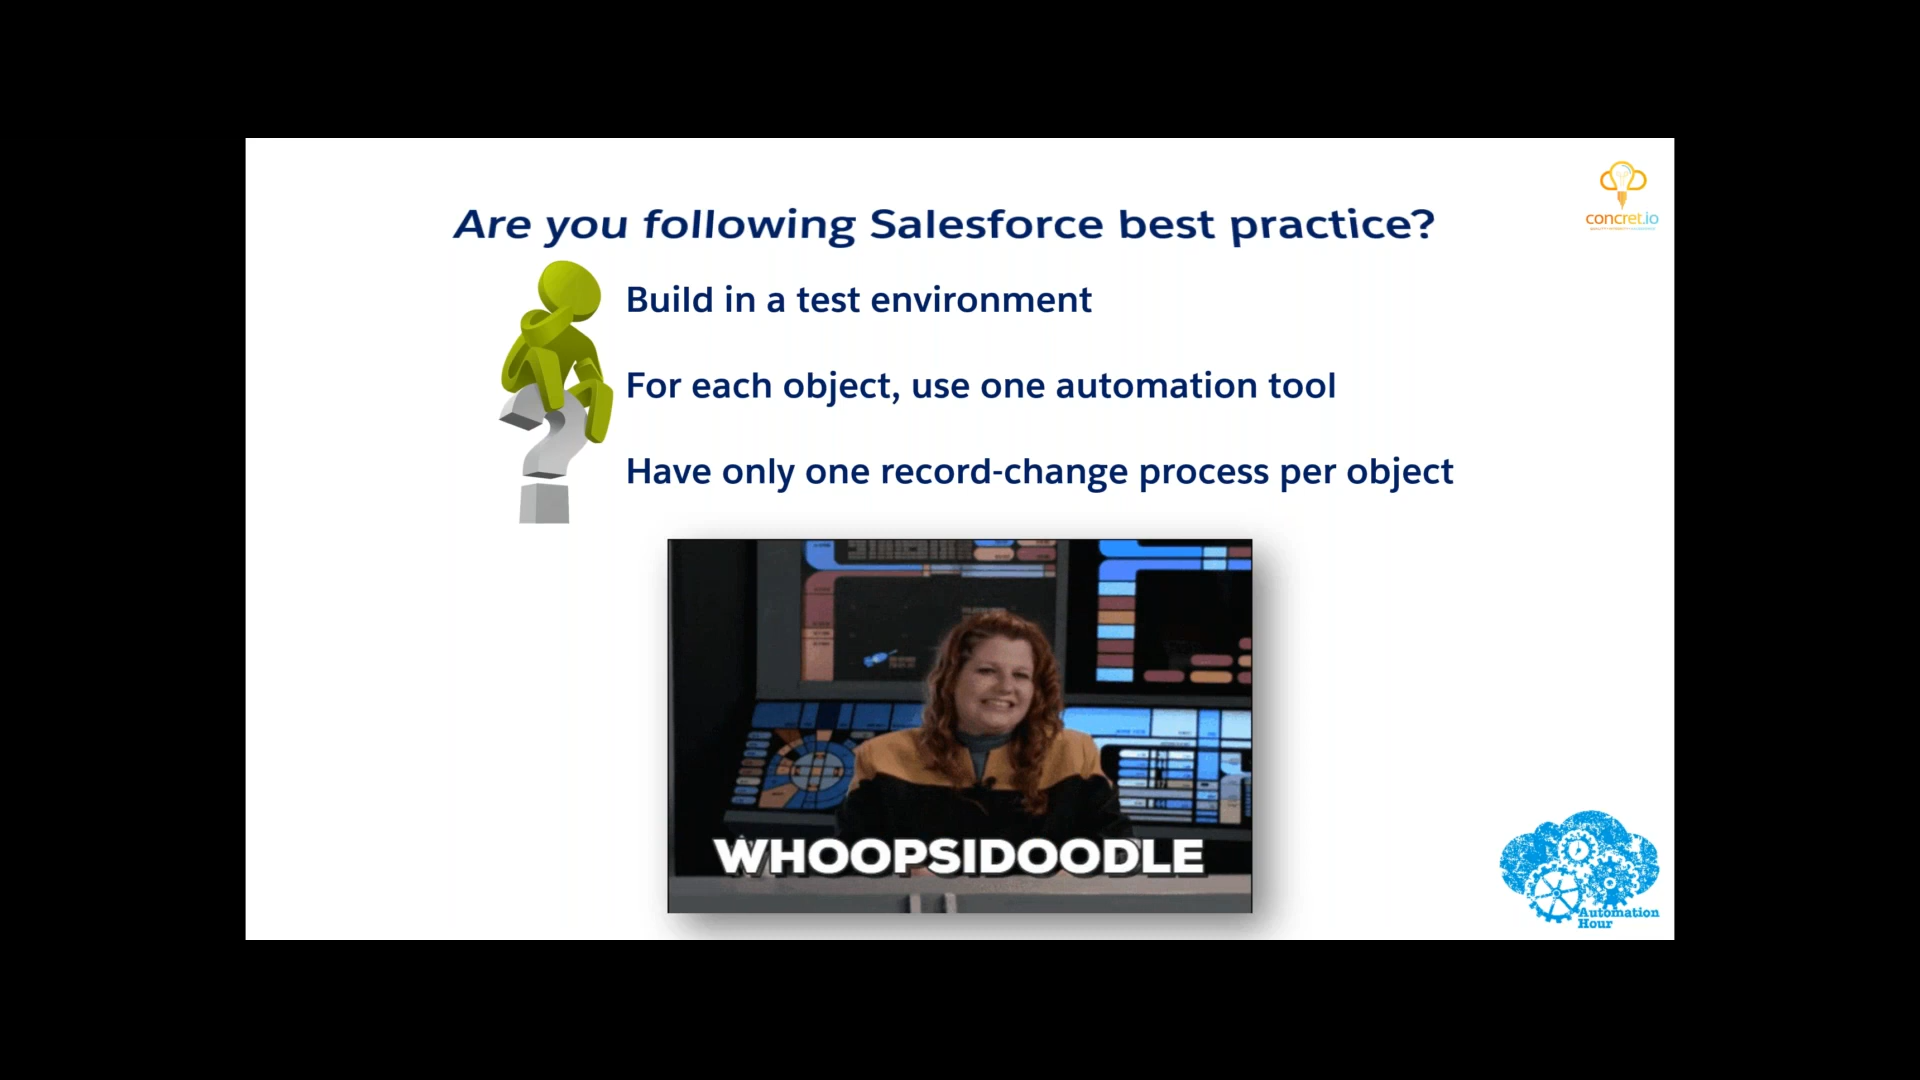 Are you following Salesforce best practice?
concret.io
Build in a test environment
For each object, use one automation tool
Have only one record-change process per object
WHOOPSIDOODLE
Automation
Hour